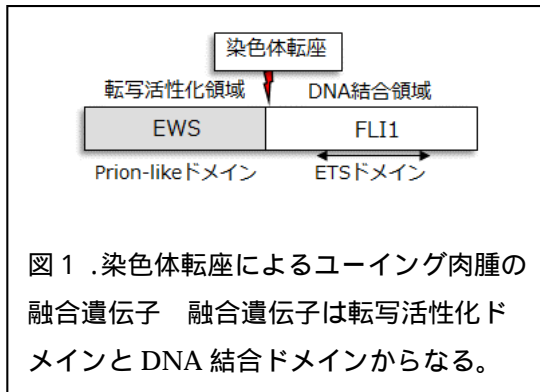 染色体転座
転写活性化領域 DNA結合領域
EWS FLI1
Prion-likeドメイン ETSドメイン
図1 .染色体転座によるユーイング肉腫の
融合遺伝子 融合遺伝子は転写活性化ド
メインと DNA 結合ドメインからなる。